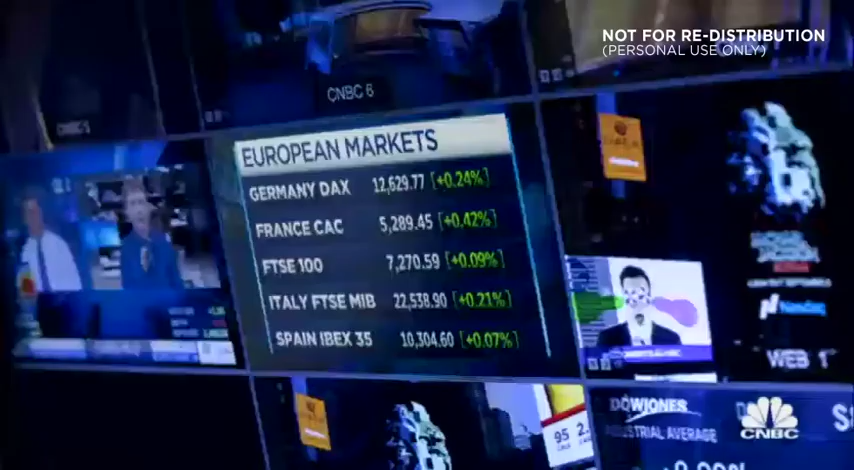 NOT FOR RE-DISTRIBUTION
(PERSONAL USE ONLY)
CNBC 6
EUROPEAN MARKETS
GERMANY DAX 12,629.77 [+0.24%]
FRANCE CAC 5,289.45 [+0.42%]
FTSE 100 7,270.59 [+0.09%]
ITALY FTSE MIB 22,538.90 [+0.21%]
SPAIN IBEX 35 10,304.60 [+0.07%]
Nasdaq
WEB 1
95 2.
DOWJONES
INDUSTRIAL AVERAGE
CNBC